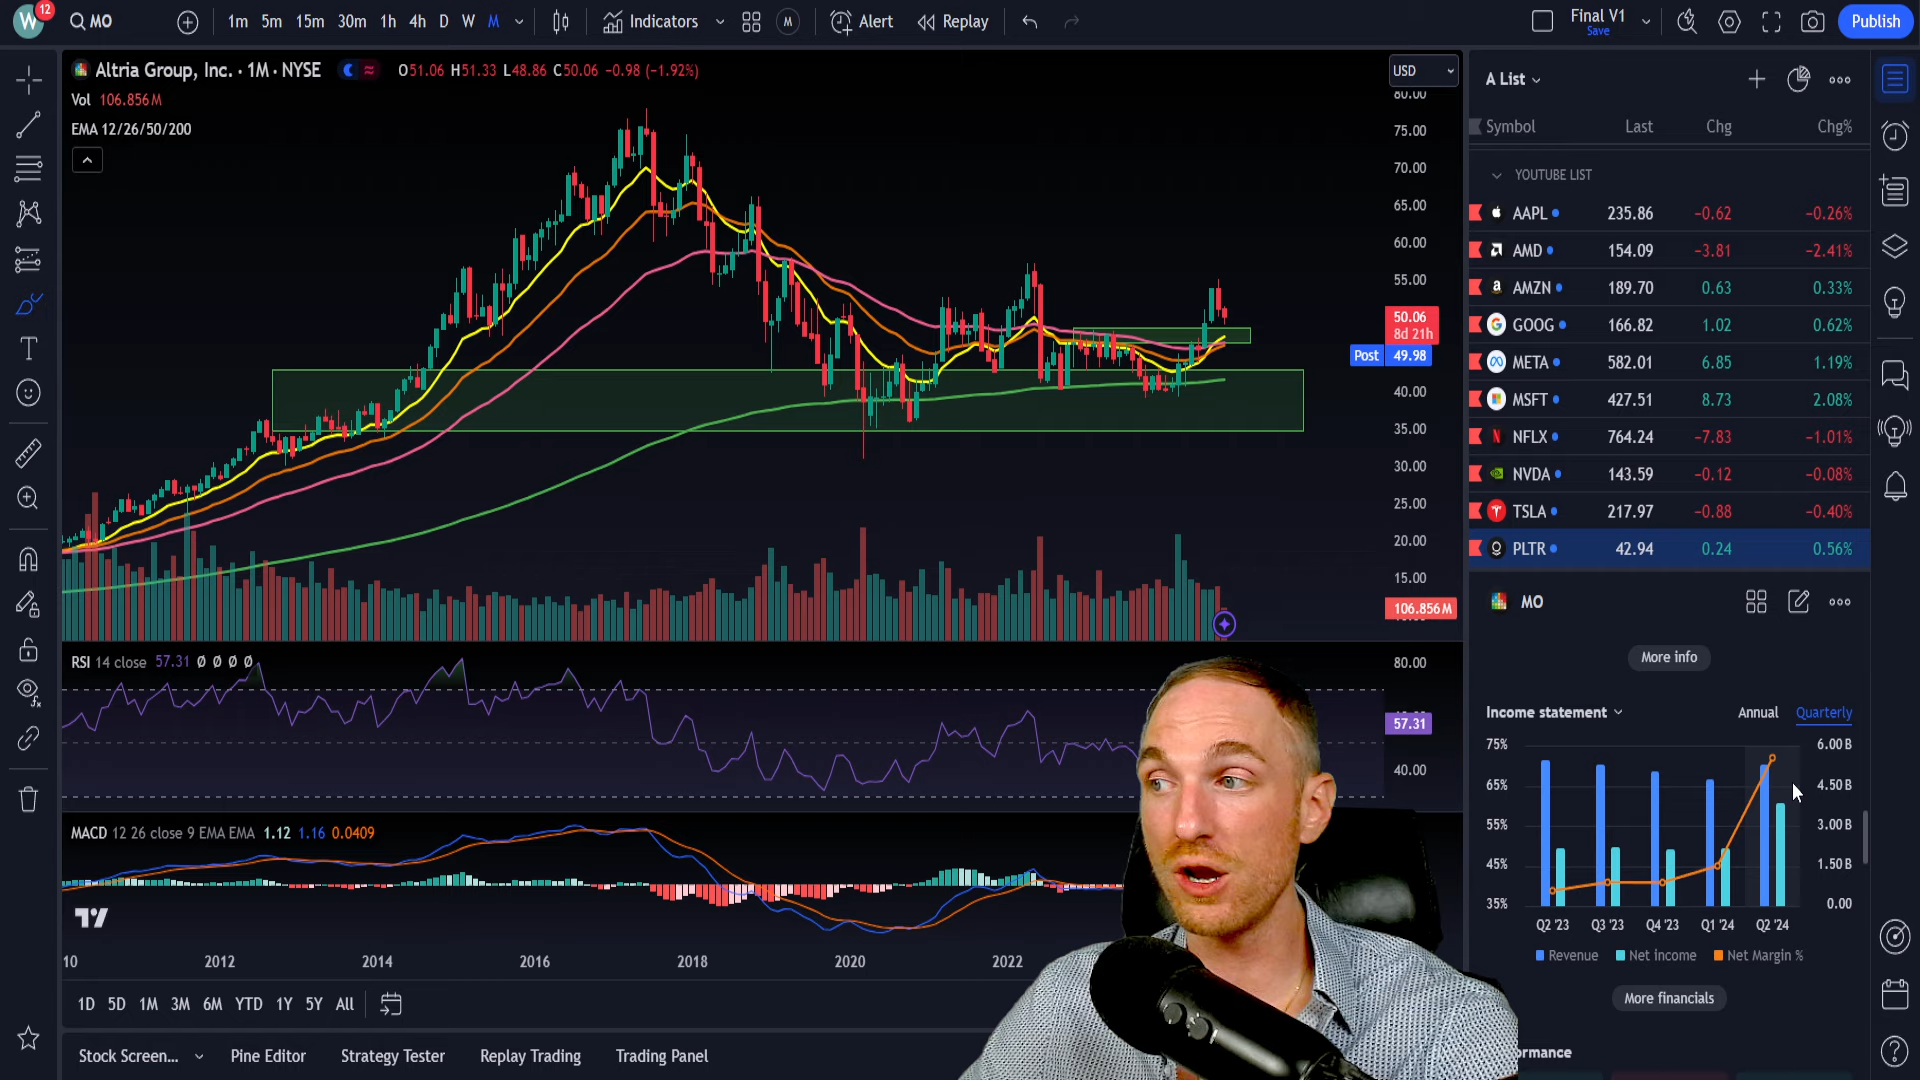 W 12 MO 1m 5m 15m 30m 1h 4h D W M Indicators M Alert Replay Final V1 Save Publish
Altria Group, Inc. · 1M · NYSE O51.06 H51.33 L48.86 C50.06 −0.98 (−1.92%) USD
Vol 106.856M
EMA 12/26/50/200
80.00
75.00
70.00
65.00
60.00
55.00
50.06
8d 21h
Post 49.98
40.00
35.00
30.00
25.00
20.00
15.00
106.856M
RSI 14 close 57.31 Ø Ø Ø Ø
80.00
57.31
40.00
MACD 12 26 close 9 EMA EMA 1.12 1.16 0.0409
10 2012 2014 2016 2018 2020 2022
1D 5D 1M 3M 6M YTD 1Y 5Y All
Stock Screen... Pine Editor Strategy Tester Replay Trading Trading Panel
A List
Symbol Last Chg Chg%
YOUTUBE LIST
AAPL 235.86 −0.62 −0.26%
AMD 154.09 −3.81 −2.41%
AMZN 189.70 0.63 0.33%
GOOG 166.82 1.02 0.62%
META 582.01 6.85 1.19%
MSFT 427.51 8.73 2.08%
NFLX 764.24 −7.83 −1.01%
NVDA 143.59 −0.12 −0.08%
TSLA 217.97 −0.88 −0.40%
PLTR 42.94 0.24 0.56%
MO
More info
Income statement Annual Quarterly
75% 6.00B
65% 4.50B
55% 3.00B
45% 1.50B
35% 0.00
Q2 '23 Q3 '23 Q4 '23 Q1 '24 Q2 '24
Revenue Net income Net Margin %
More financials
ormance